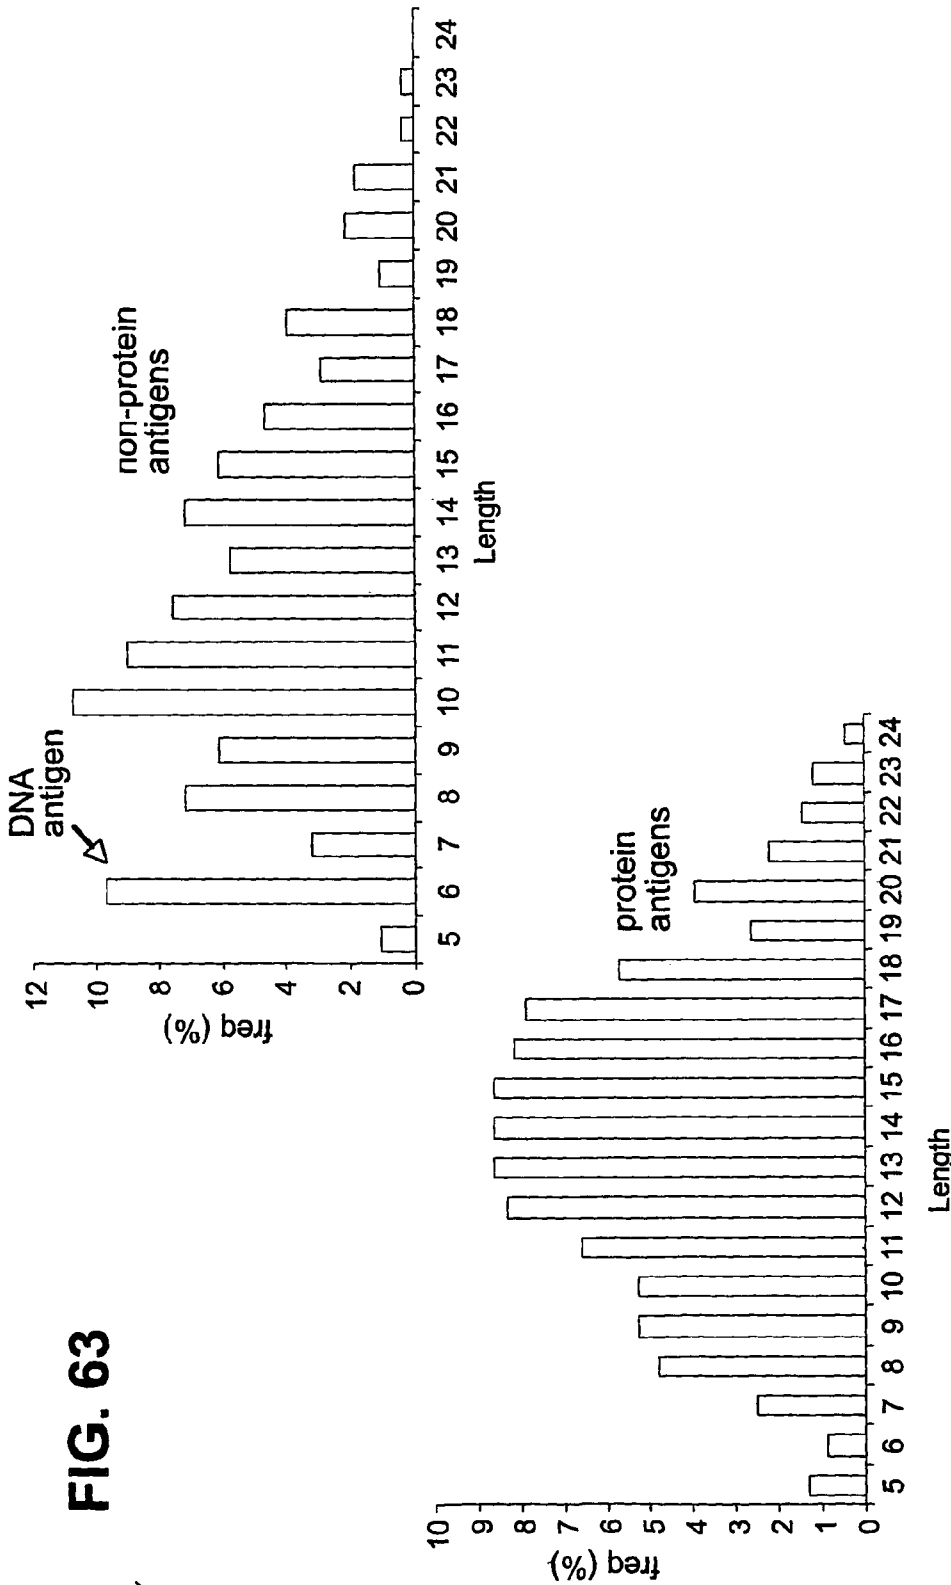 FIG. 63
freq (%)
12
10
8
6
4
2
0
DNA
antigen
non-protein
antigens
5 6 7 8 9 10 11 12 13 14 15 16 17 18 19 20 21 22 23 24
Length
freq (%)
10
9
8
7
6
5
4
3
2
1
0
protein
antigens
5 6 7 8 9 10 11 12 13 14 15 16 17 18 19 20 21 22 23 24
Length